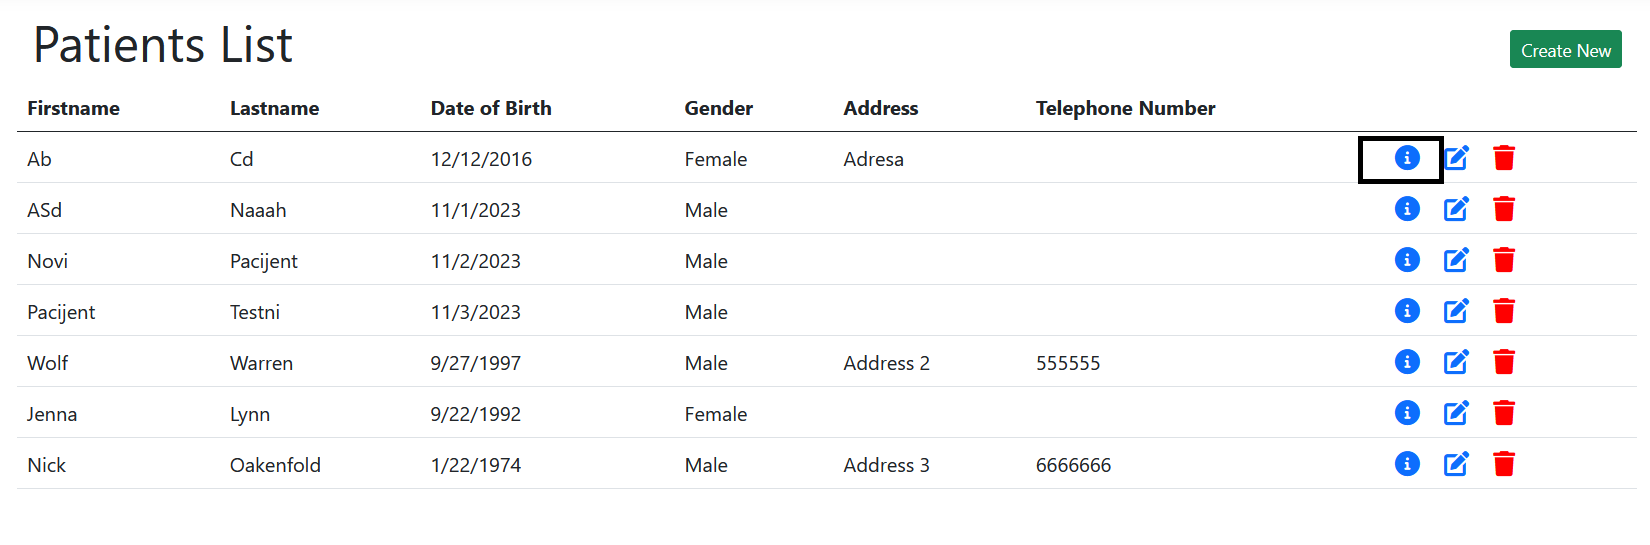 Patients List
Create New
Firstname Lastname Date of Birth Gender Address Telephone Number
Ab Cd 12/12/2016 Female Adresa
ASd Naaah 11/1/2023 Male
Novi Pacijent 11/2/2023 Male
Pacijent Testni 11/3/2023 Male
Wolf Warren 9/27/1997 Male Address 2 555555
Jenna Lynn 9/22/1992 Female
Nick Oakenfold 1/22/1974 Male Address 3 6666666